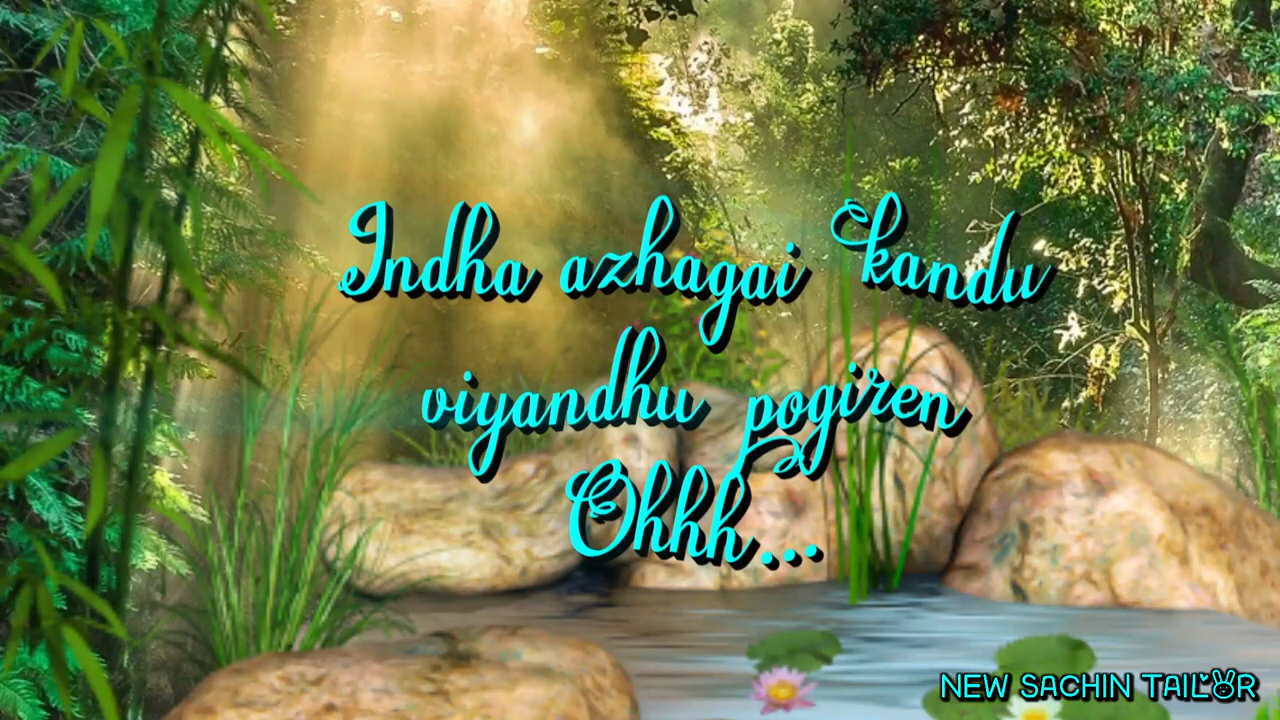 Indha azhagai kandu
viyandhu pogiren
Ohhh...
NEW SACHIN TAILOR